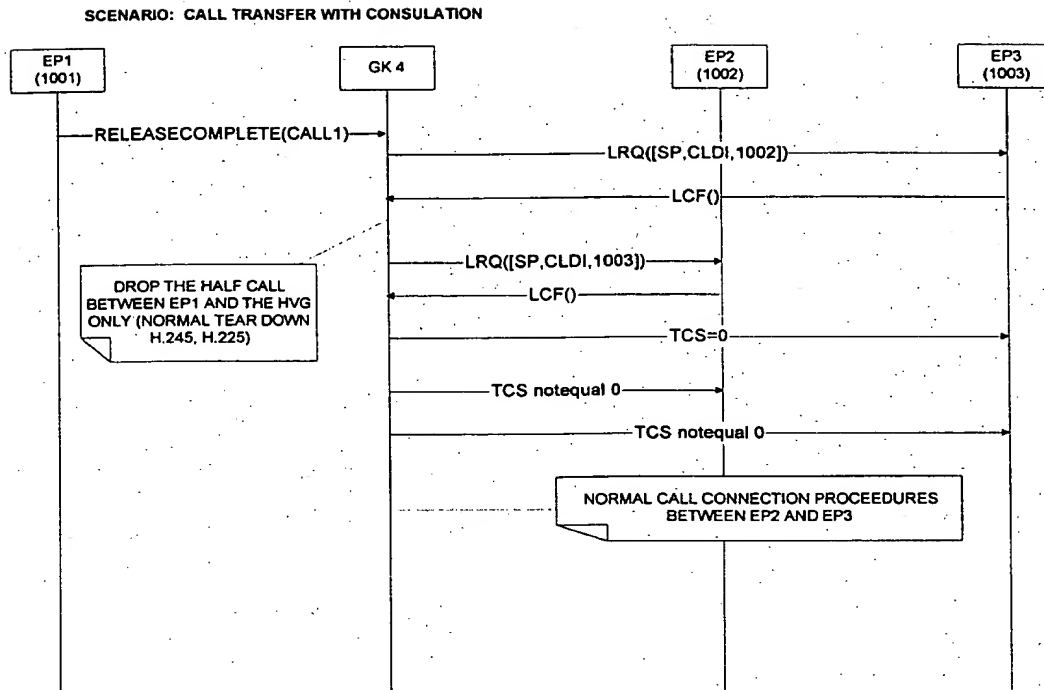 SCENARIO: CALL TRANSFER WITH CONSULATION
EP1
(1001)
GK 4
EP2
(1002)
EP3
(1003)
RELEASECOMPLETE(CALL1)
LRQ([SP,CLDI,1002])
LCF()
LRQ([SP,CLDI,1003])
LCF()
DROP THE HALF CALL
BETWEEN EP1 AND THE HVG
ONLY (NORMAL TEAR DOWN
H.245, H.225)
TCS=0
TCS notequal 0
TCS notequal 0
NORMAL CALL CONNECTION PROCEEDURES
BETWEEN EP2 AND EP3